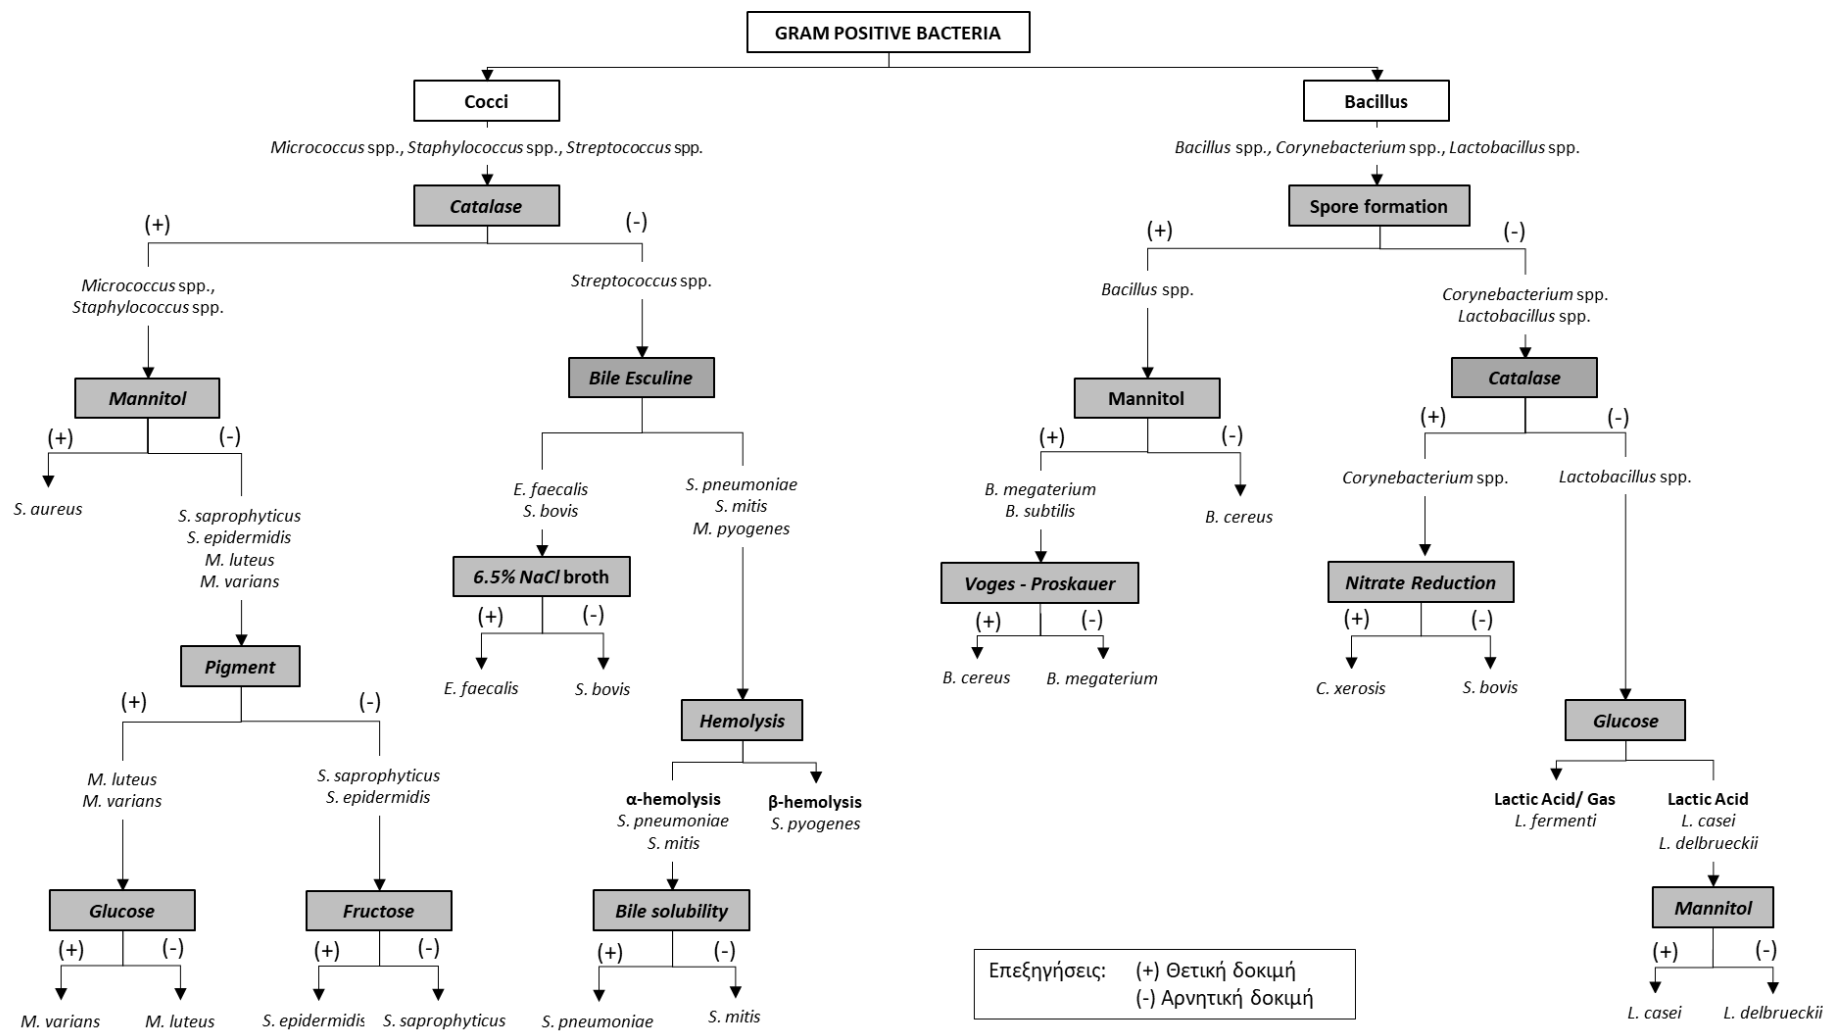 GRAM POSITIVE BACTERIA
Cocci
Bacillus
Micrococcus spp., Staphylococcus spp., Streptococcus spp.
Bacillus spp., Corynebacterium spp., Lactobacillus spp.
Catalase
Spore formation
(+)
(-)
(+)
(-)
Micrococcus spp.,
Staphylococcus spp.
Streptococcus spp.
Bacillus spp.
Corynebacterium spp.
Lactobacillus spp.
Mannitol
Bile Esculine
Mannitol
Catalase
(+)
(-)
(+)
(-)
(+)
(-)
S. aureus
S. saprophyticus
S. epidermidis
M. luteus
M. varians
E. faecalis
S. bovis
S. pneumoniae
S. mitis
M. pyogenes
B. megaterium
B. subtilis
B. cereus
Corynebacterium spp.
Lactobacillus spp.
6.5% NaCl broth
Voges - Proskauer
Nitrate Reduction
(+)
(-)
(+)
(-)
(+)
(-)
E. faecalis
S. bovis
B. cereus
B. megaterium
C. xerosis
S. bovis
Pigment
(+)
(-)
Hemolysis
Glucose
M. luteus
M. varians
S. saprophyticus
S. epidermidis
α-hemolysis
S. pneumoniae
S. mitis
β-hemolysis
S. pyogenes
Lactic Acid/ Gas
L. fermenti
Lactic Acid
L. casei
L. delbrueckii
Glucose
Fructose
Bile solubility
Mannitol
(+)
(-)
(+)
(-)
(+)
(-)
(+)
(-)
M. varians
M. luteus
S. epidermidis
S. saprophyticus
S. pneumoniae
S. mitis
L. casei
L. delbrueckii
Επεξηγήσεις: (+) Θετική δοκιμή
(-) Αρνητική δοκιμή